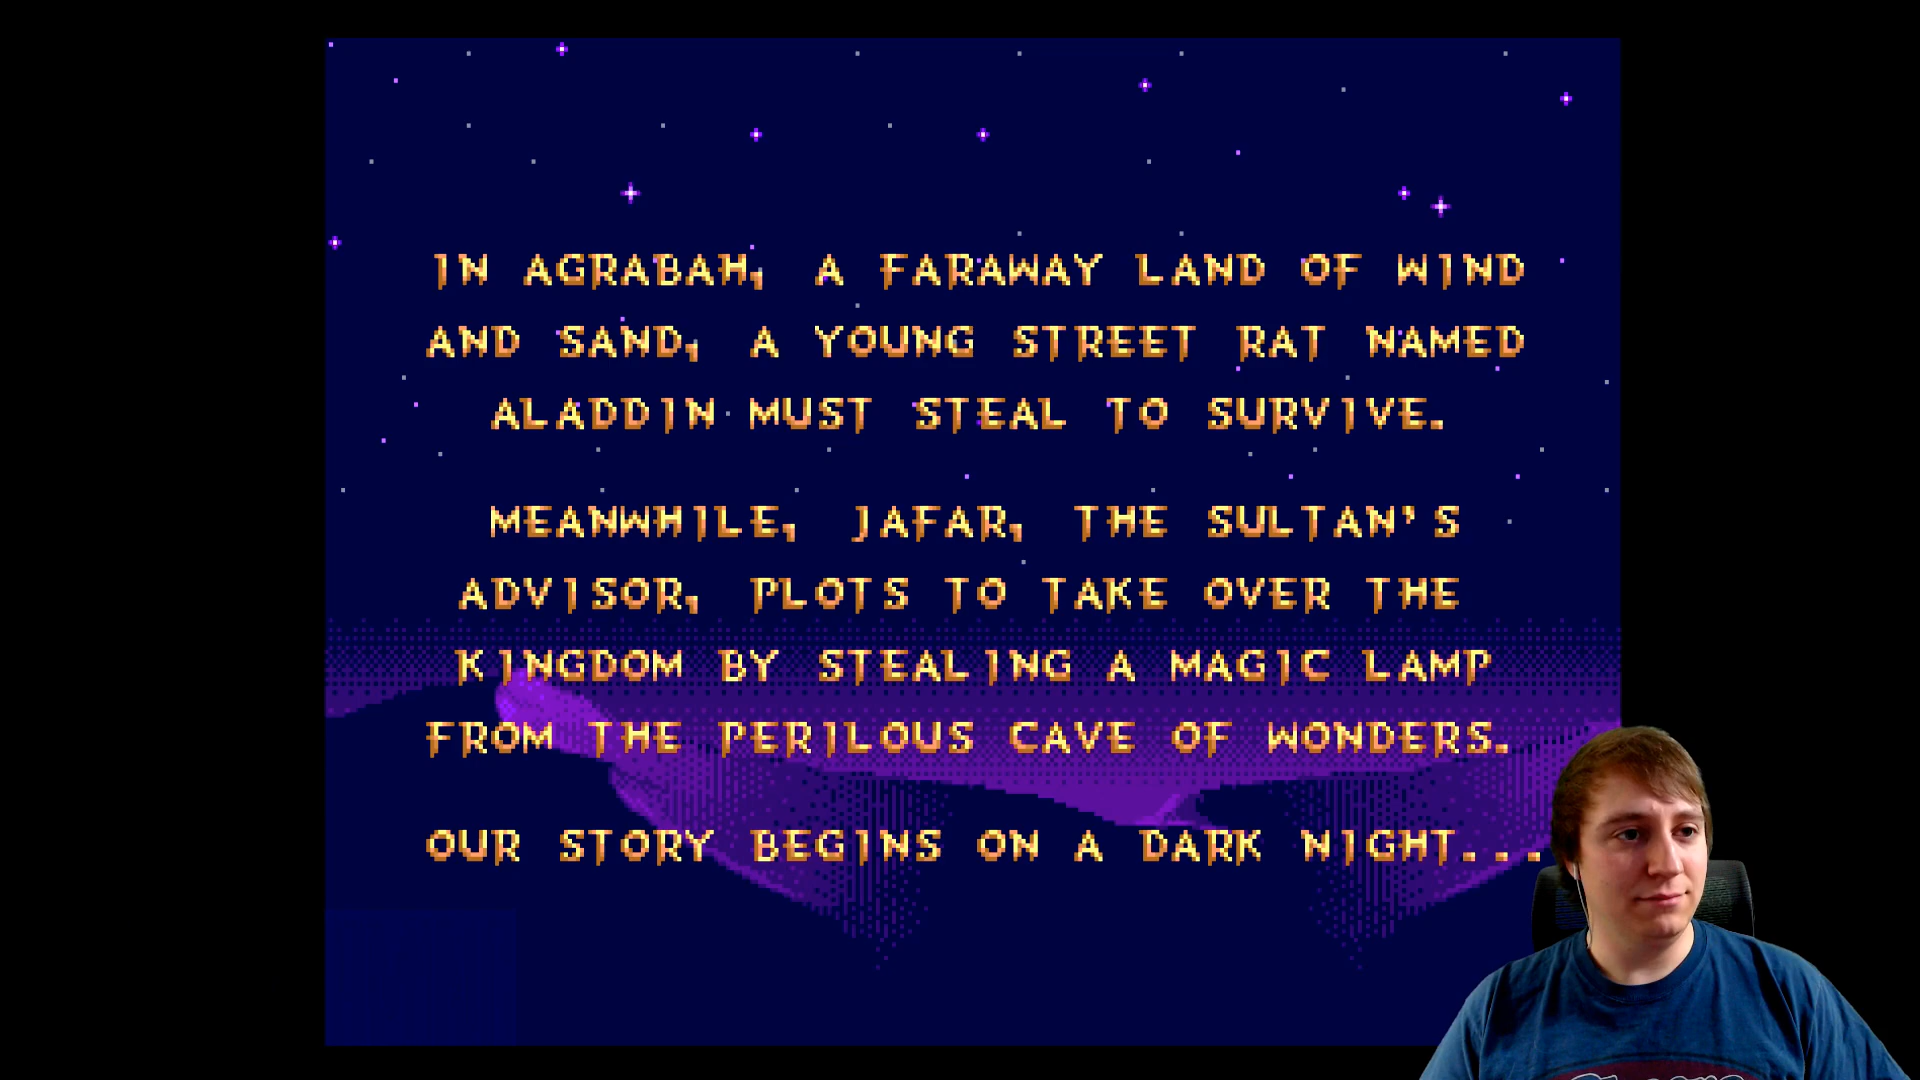 IN AGRABAH, A FARAWAY LAND OF WIND
AND SAND, A YOUNG STREET RAT NAMED
ALADDIN MUST STEAL TO SURVIVE.
MEANWHILE, JAFAR, THE SULTAN'S
ADVISOR, PLOTS TO TAKE OVER THE
KINGDOM BY STEALING A MAGIC LAMP
FROM THE PERILOUS CAVE OF WONDERS.
OUR STORY BEGINS ON A DARK NIGHT...